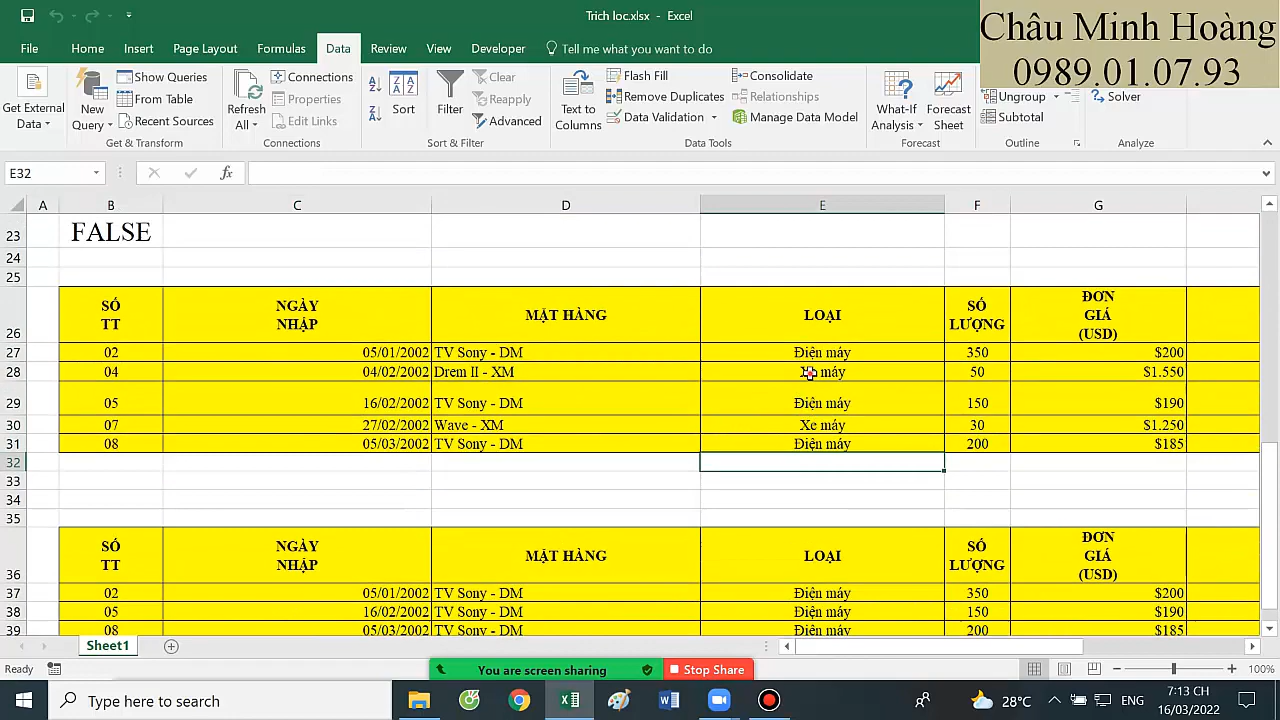 Trich loc.xlsx - Excel
Châu Minh Hoàng
0989.01.07.93
File Home Insert Page Layout Formulas Data Review View Developer Tell me what you want to do
Get External Data
New Query
Show Queries
From Table
Recent Sources
Get & Transform
Refresh All
Connections
Properties
Edit Links
Connections
Sort
Filter
Clear
Reapply
Advanced
Sort & Filter
Text to Columns
Flash Fill
Remove Duplicates
Data Validation
Consolidate
Relationships
Manage Data Model
Data Tools
What-If Analysis
Forecast Sheet
Forecast
Ungroup
Subtotal
Outline
Solver
Analyze
E32 fx
A B C D E F G
23 FALSE
24
25
26 SỐ TT NGÀY NHẬP MẶT HÀNG LOẠI SỐ LƯỢNG ĐƠN GIÁ (USD)
27 02 05/01/2002 TV Sony - DM Điện máy 350 $200
28 04 04/02/2002 Drem II - XM máy 50 $1.550
29 05 16/02/2002 TV Sony - DM Điện máy 150 $190
30 07 27/02/2002 Wave - XM Xe máy 30 $1.250
31 08 05/03/2002 TV Sony - DM Điện máy 200 $185
32
33
34
35
36 SỐ TT NGÀY NHẬP MẶT HÀNG LOẠI SỐ LƯỢNG ĐƠN GIÁ (USD)
37 02 05/01/2002 TV Sony - DM Điện máy 350 $200
38 05 16/02/2002 TV Sony - DM Điện máy 150 $190
39 08 05/03/2002 TV Sony - DM Điện máy 200 $185
Sheet1
Ready
You are screen sharing Stop Share
100%
Type here to search
28°C ENG
7:13 CH
16/03/2022